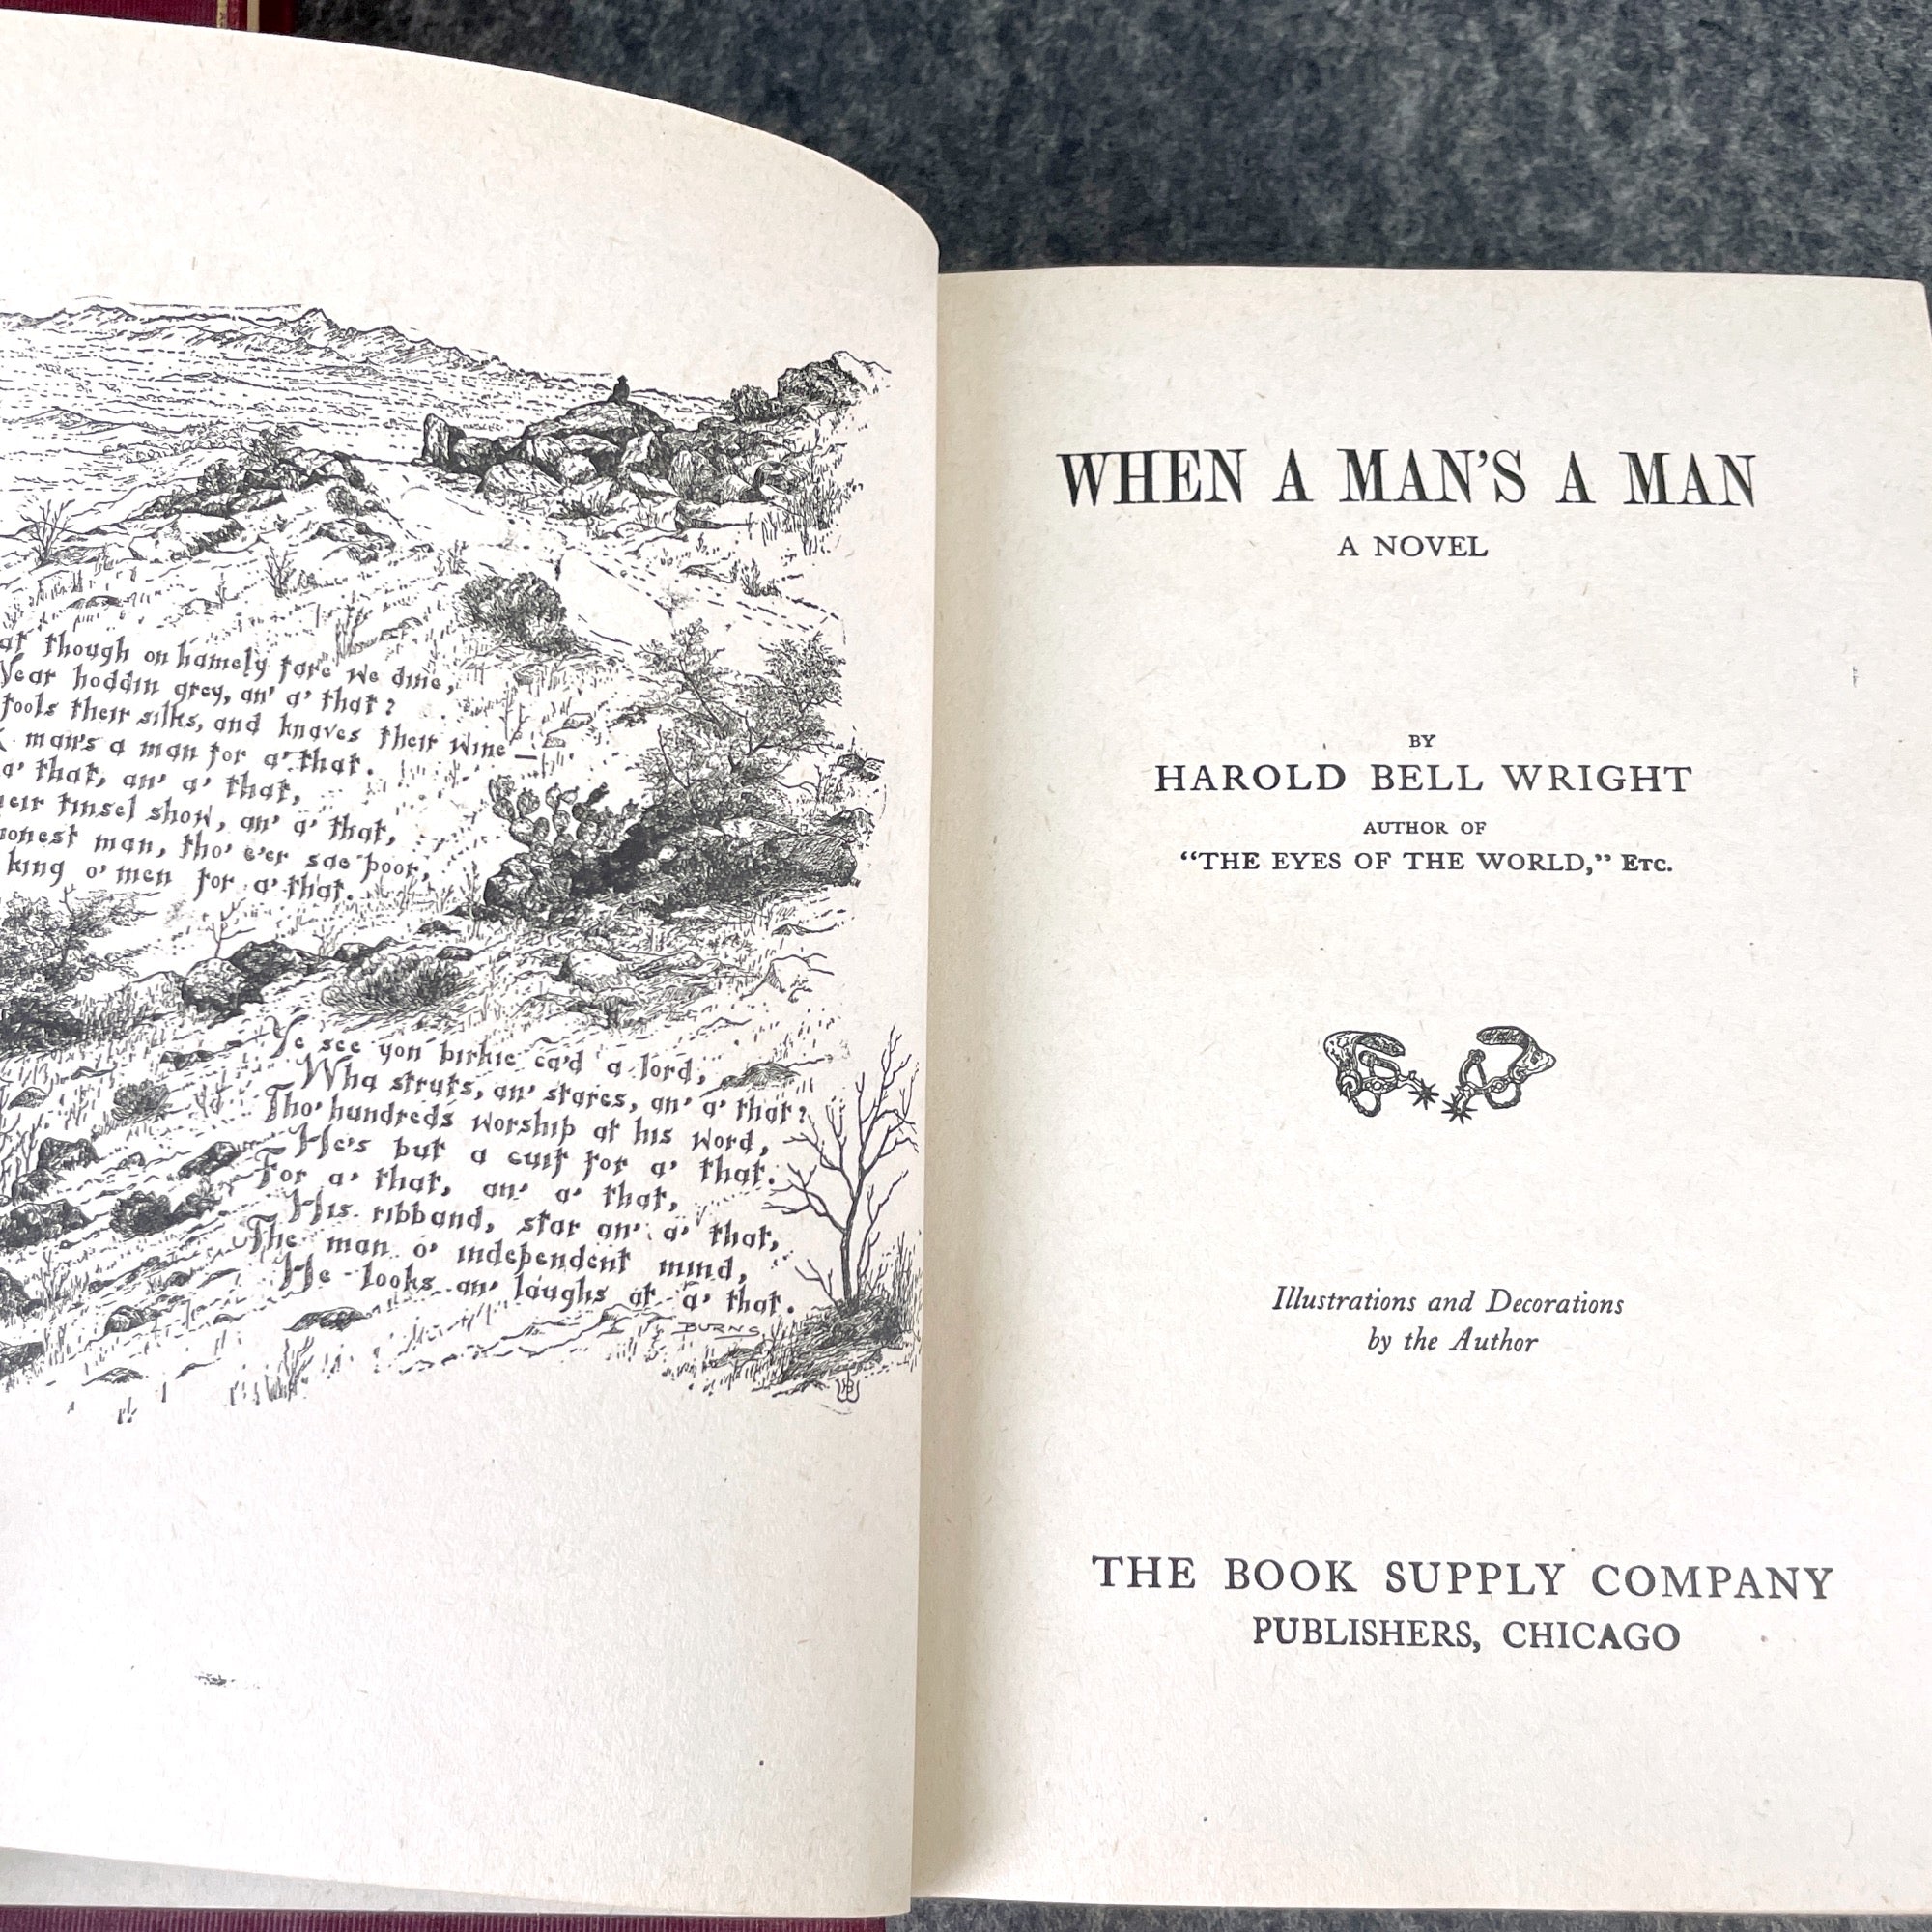 though on hamely fare we dine,
Wear hoddin grey, an' a' that?
fools their silks, and knaves their wine—
man's a man for a' that.
a' that, an' a' that,
their tinsel show, an' a' that,
honest man, tho' e'er sae poor,
king o' men for a' that.
Ye see yon birkie ca'd a lord,
Wha struts, an' stares, an' a' that?
Tho' hundreds worship at his word,
He's but a cuif for a' that.
For a' that, an' a' that,
His ribband, star an' a' that,
The man o' independent mind,
He looks an' laughs at a' that.
BURNS
WHEN A MAN'S A MAN
A NOVEL
BY
HAROLD BELL WRIGHT
AUTHOR OF
“THE EYES OF THE WORLD,” ETC.
Illustrations and Decorations
by the Author
THE BOOK SUPPLY COMPANY
PUBLISHERS, CHICAGO